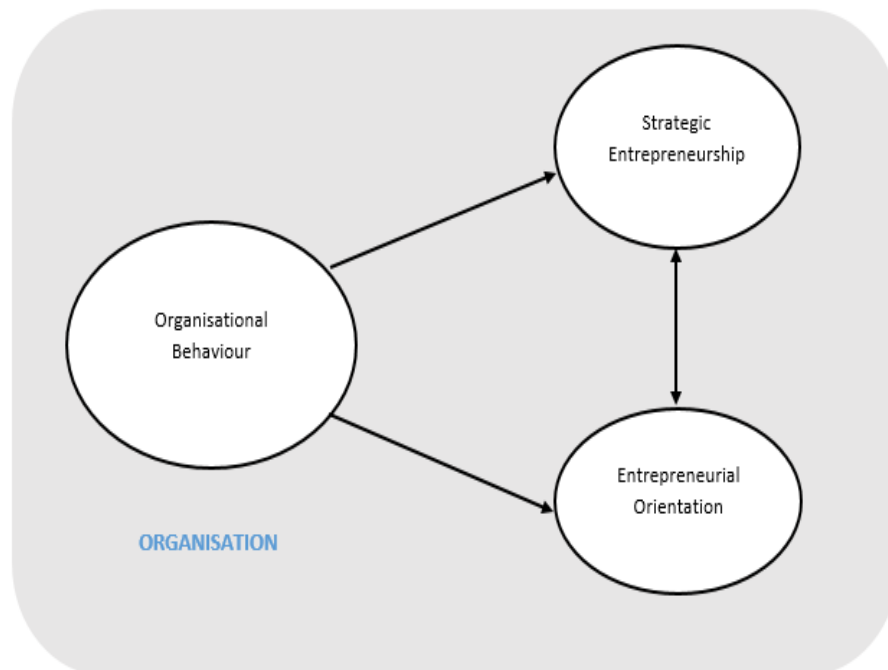 Strategic
Entrepreneurship
Organisational
Behaviour
Entrepreneurial
Orientation
ORGANISATION